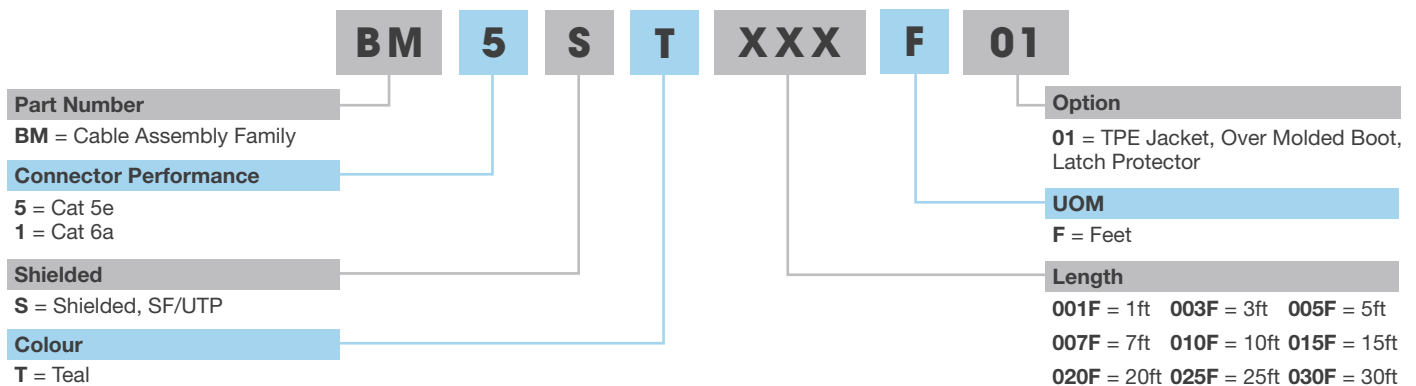 BM 5 S T XXX F 01
Part Number
BM = Cable Assembly Family
Connector Performance
5 = Cat 5e
1 = Cat 6a
Shielded
S = Shielded, SF/UTP
Colour
T = Teal
Option
01 = TPE Jacket, Over Molded Boot,
Latch Protector
UOM
F = Feet
Length
001F = 1ft 003F = 3ft 005F = 5ft
007F = 7ft 010F = 10ft 015F = 15ft
020F = 20ft 025F = 25ft 030F = 30ft